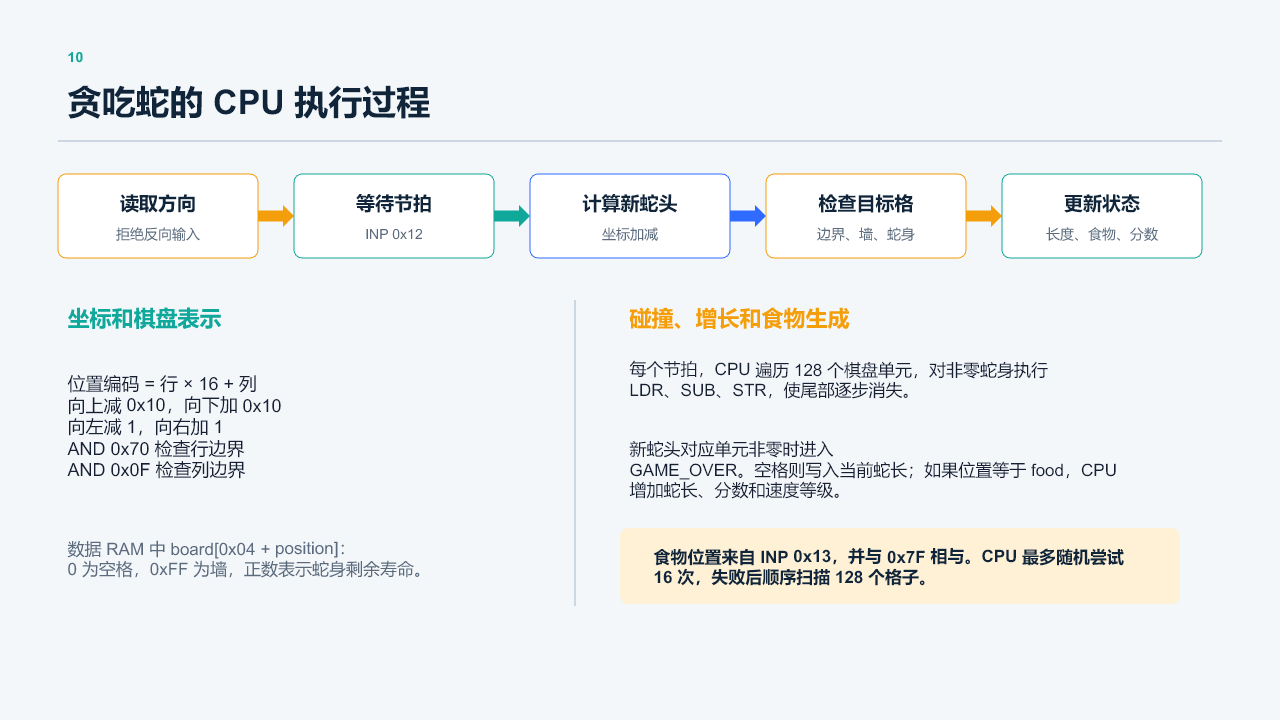 10
贪吃蛇的 CPU 执行过程
读取方向
拒绝反向输入
等待节拍
INP 0x12
计算新蛇头
坐标加减
检查目标格
边界、墙、蛇身
更新状态
长度、食物、分数
坐标和棋盘表示
位置编码 = 行 × 16 + 列
向上减 0x10，向下加 0x10
向左减 1，向右加 1
AND 0x70 检查行边界
AND 0x0F 检查列边界
数据 RAM 中 board[0x04 + position]：
0 为空格，0xFF 为墙，正数表示蛇身剩余寿命。
碰撞、增长和食物生成
每个节拍，CPU 遍历 128 个棋盘单元，对非零蛇身执行
LDR、SUB、STR，使尾部逐步消失。
新蛇头对应单元非零时进入
GAME_OVER。空格则写入当前蛇长；如果位置等于 food，CPU
增加蛇长、分数和速度等级。
食物位置来自 INP 0x13，并与 0x7F 相与。CPU 最多随机尝试
16 次，失败后顺序扫描 128 个格子。